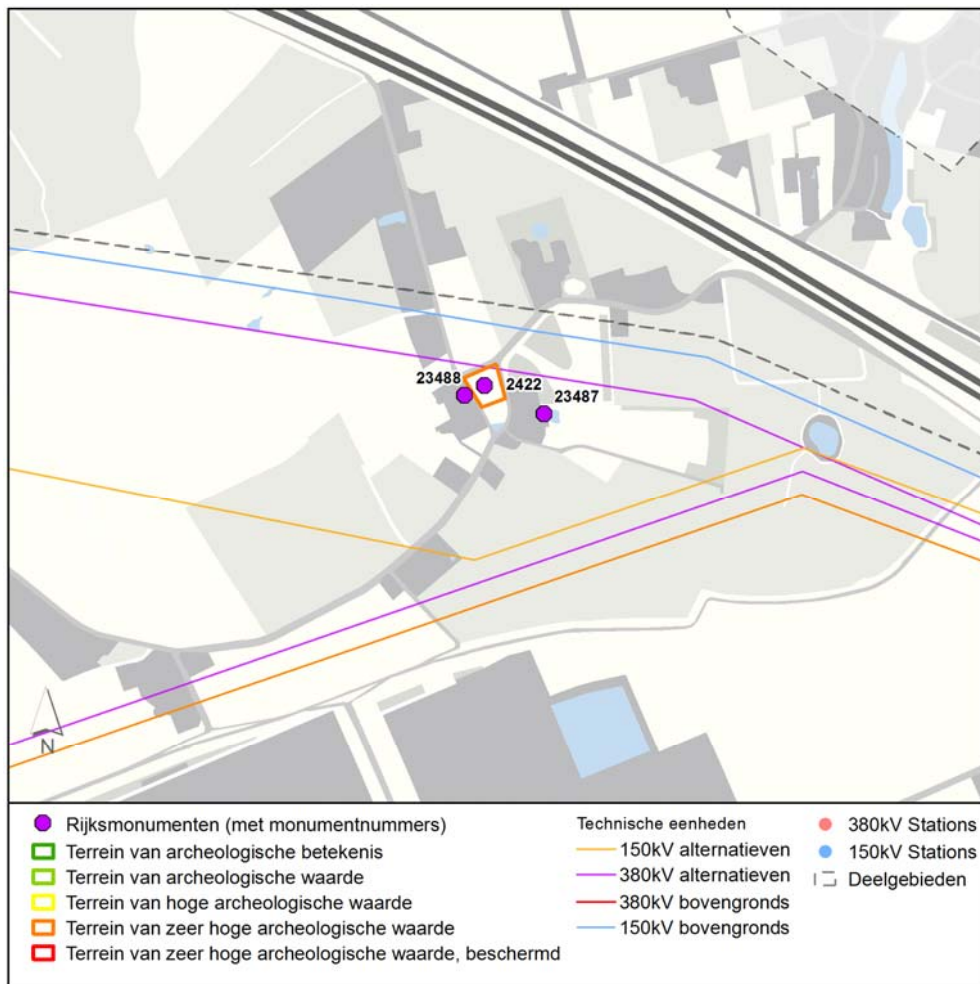 23488
2422
23487
N
Rijksmonumenten (met monumentnummers)
Terrein van archeologische betekenis
Terrein van archeologische waarde
Terrein van hoge archeologische waarde
Terrein van zeer hoge archeologische waarde
Terrein van zeer hoge archeologische waarde, beschermd
Technische eenheden
150kV alternatieven
380kV alternatieven
380kV bovengronds
150kV bovengronds
380kV Stations
150kV Stations
Deelgebieden